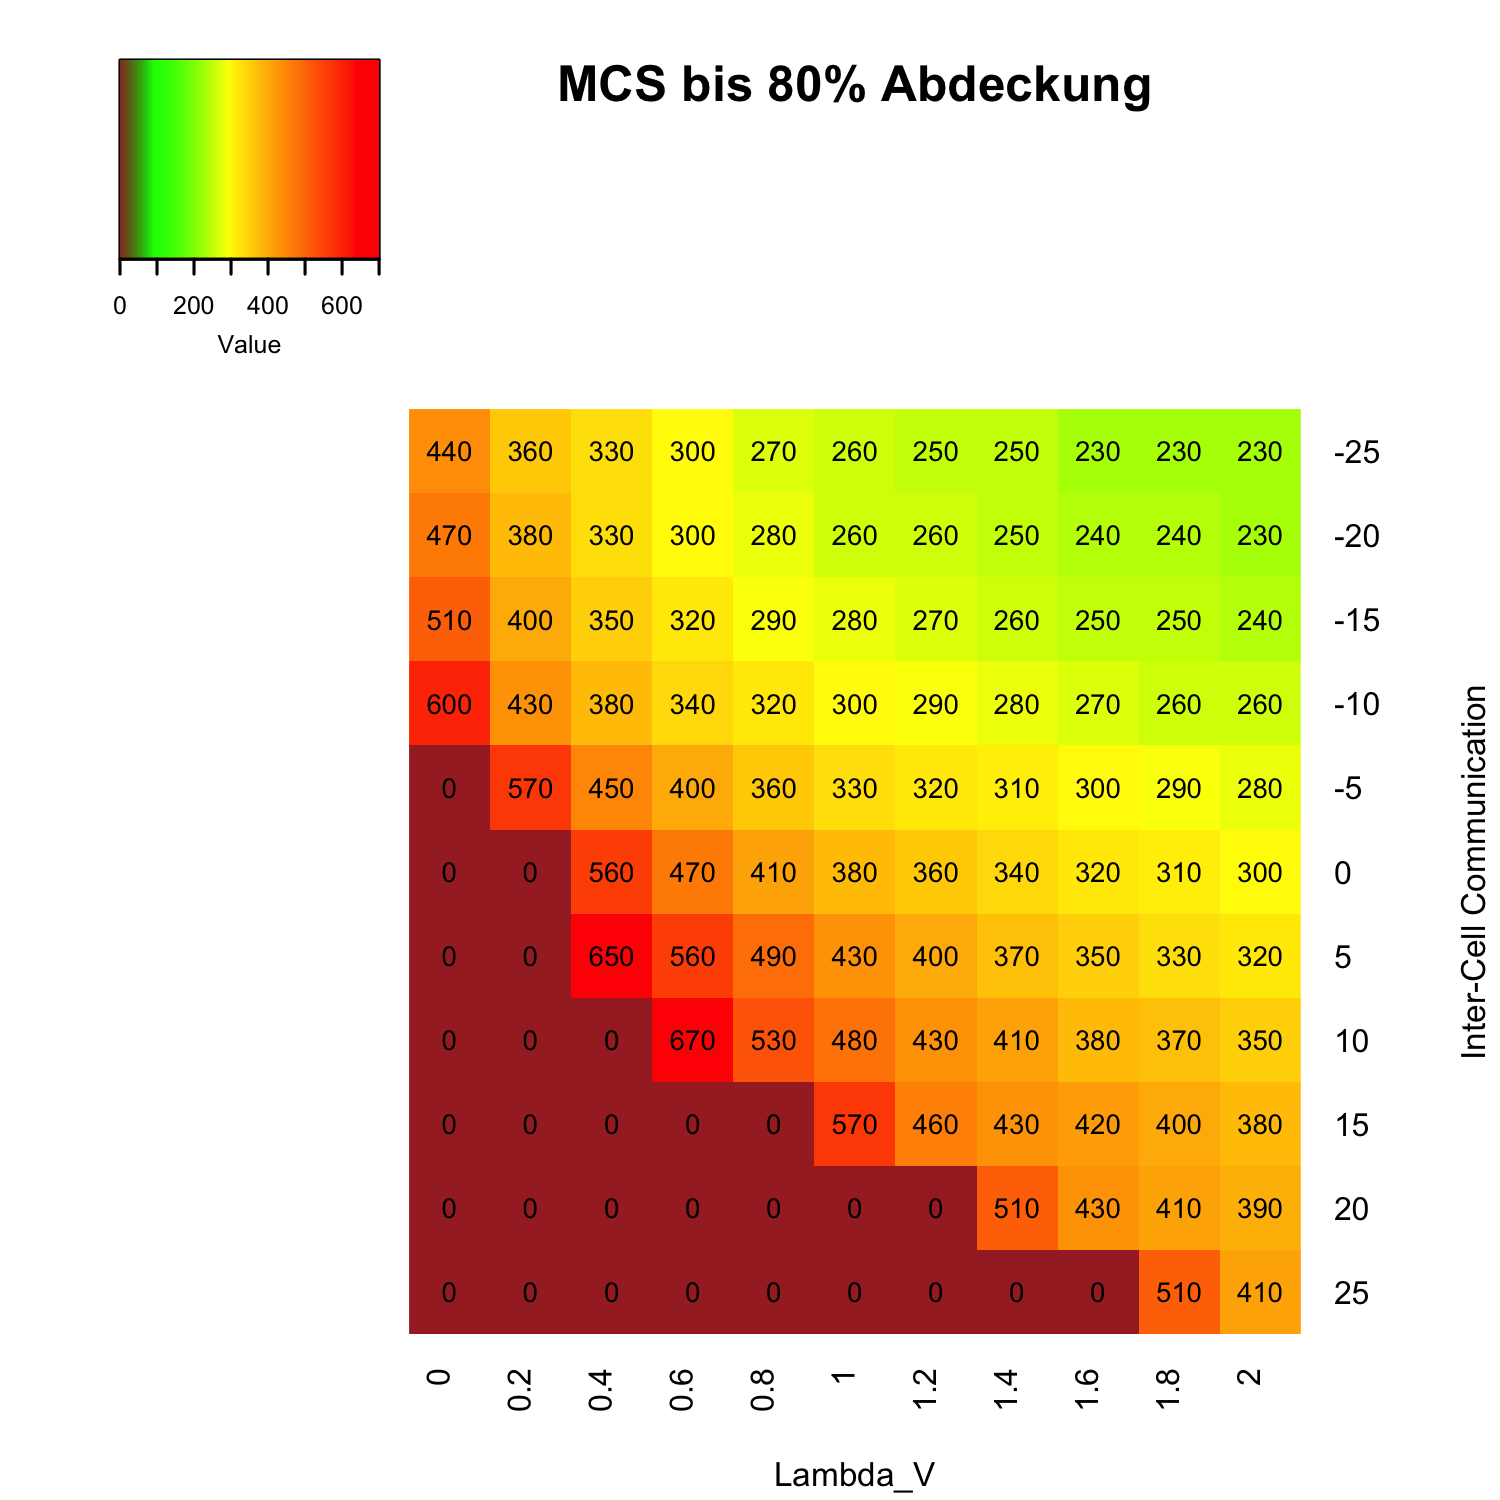 MCS bis 80% Abdeckung
0 200 400 600
Value
440 360 330 300 270 260 250 250 230 230 230 -25
470 380 330 300 280 260 260 250 240 240 230 -20
510 400 350 320 290 280 270 260 250 250 240 -15
600 430 380 340 320 300 290 280 270 260 260 -10
0 570 450 400 360 330 320 310 300 290 280 -5
0 0 560 470 410 380 360 340 320 310 300 0
0 0 650 560 490 430 400 370 350 330 320 5
0 0 0 670 530 480 430 410 380 370 350 10
0 0 0 0 0 570 460 430 420 400 380 15
0 0 0 0 0 0 0 510 430 410 390 20
0 0 0 0 0 0 0 0 0 510 410 25
0 0.2 0.4 0.6 0.8 1 1.2 1.4 1.6 1.8 2
Lambda_V
Inter-Cell Communication